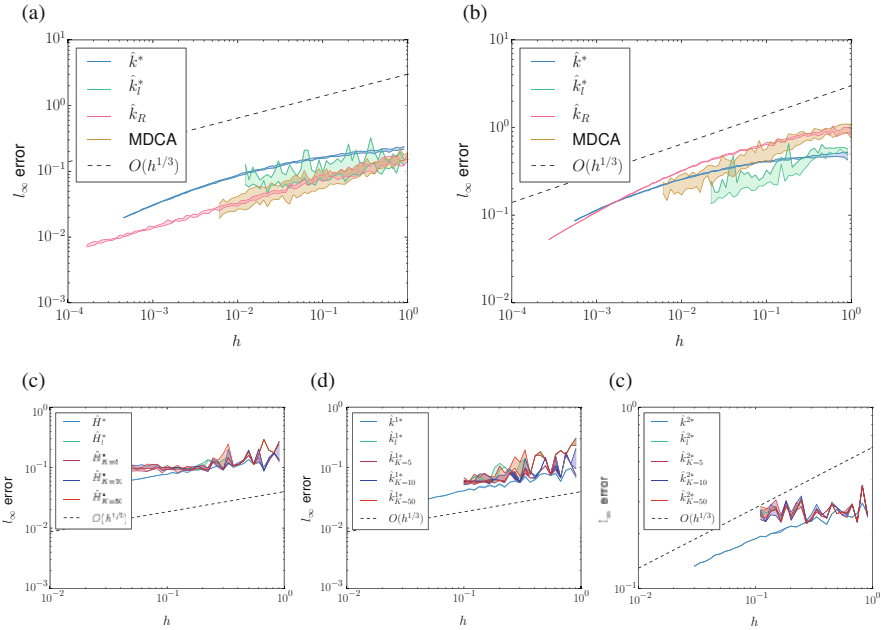 (a)
10^1
10^0
10^{-1}
10^{-2}
10^{-3}
l_∞ error
k̂^*
k̂_l^*
k̂_R
MDCA
O(h^{1/3})
10^{-4}
10^{-3}
10^{-2}
10^{-1}
10^0
h
(b)
10^1
10^0
10^{-1}
10^{-2}
l_∞ error
k̂^*
k̂_l^*
k̂_R
MDCA
O(h^{1/3})
10^{-4}
10^{-3}
10^{-2}
10^{-1}
10^0
h
(c)
10^0
10^{-1}
10^{-2}
10^{-3}
l_∞ error
Ĥ^*
Ĥ_l^*
10^{-2}
10^{-1}
10^0
h
(d)
10^0
10^{-1}
10^{-2}
10^{-3}
l_∞ error
k̂^{1*}
k̂_l^{1*}
k̂_{K=5}^{1*}
k̂_{K=10}^{1*}
k̂_{K=50}^{1*}
O(h^{1/3})
10^{-2}
10^{-1}
10^0
h
(c)
10^0
10^{-1}
l_∞ error
k̂^{2*}
k̂_l^{2*}
k̂_{K=5}^{2*}
k̂_{K=10}^{2*}
k̂_{K=50}^{2*}
O(h^{1/3})
10^{-2}
10^{-1}
10^0
h